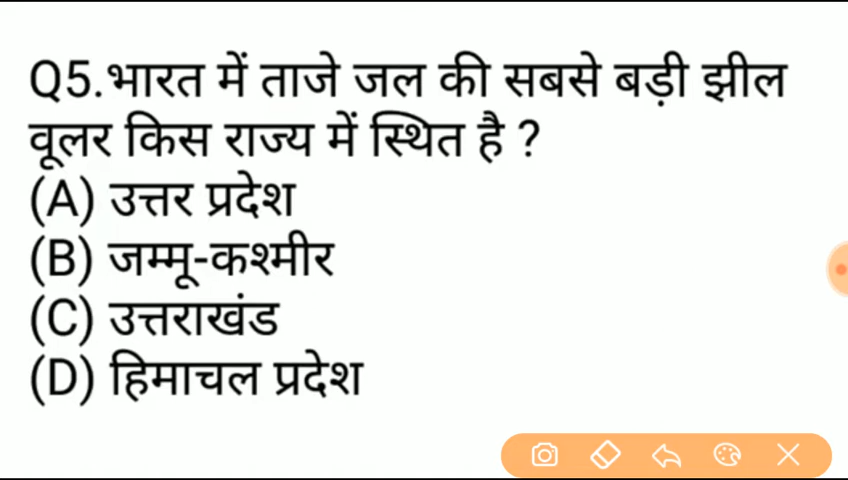 Q5.भारत में ताजे जल की सबसे बड़ी झील
वूलर किस राज्य में स्थित है ?
(A) उत्तर प्रदेश
(B) जम्मू-कश्मीर
(C) उत्तराखंड
(D) हिमाचल प्रदेश